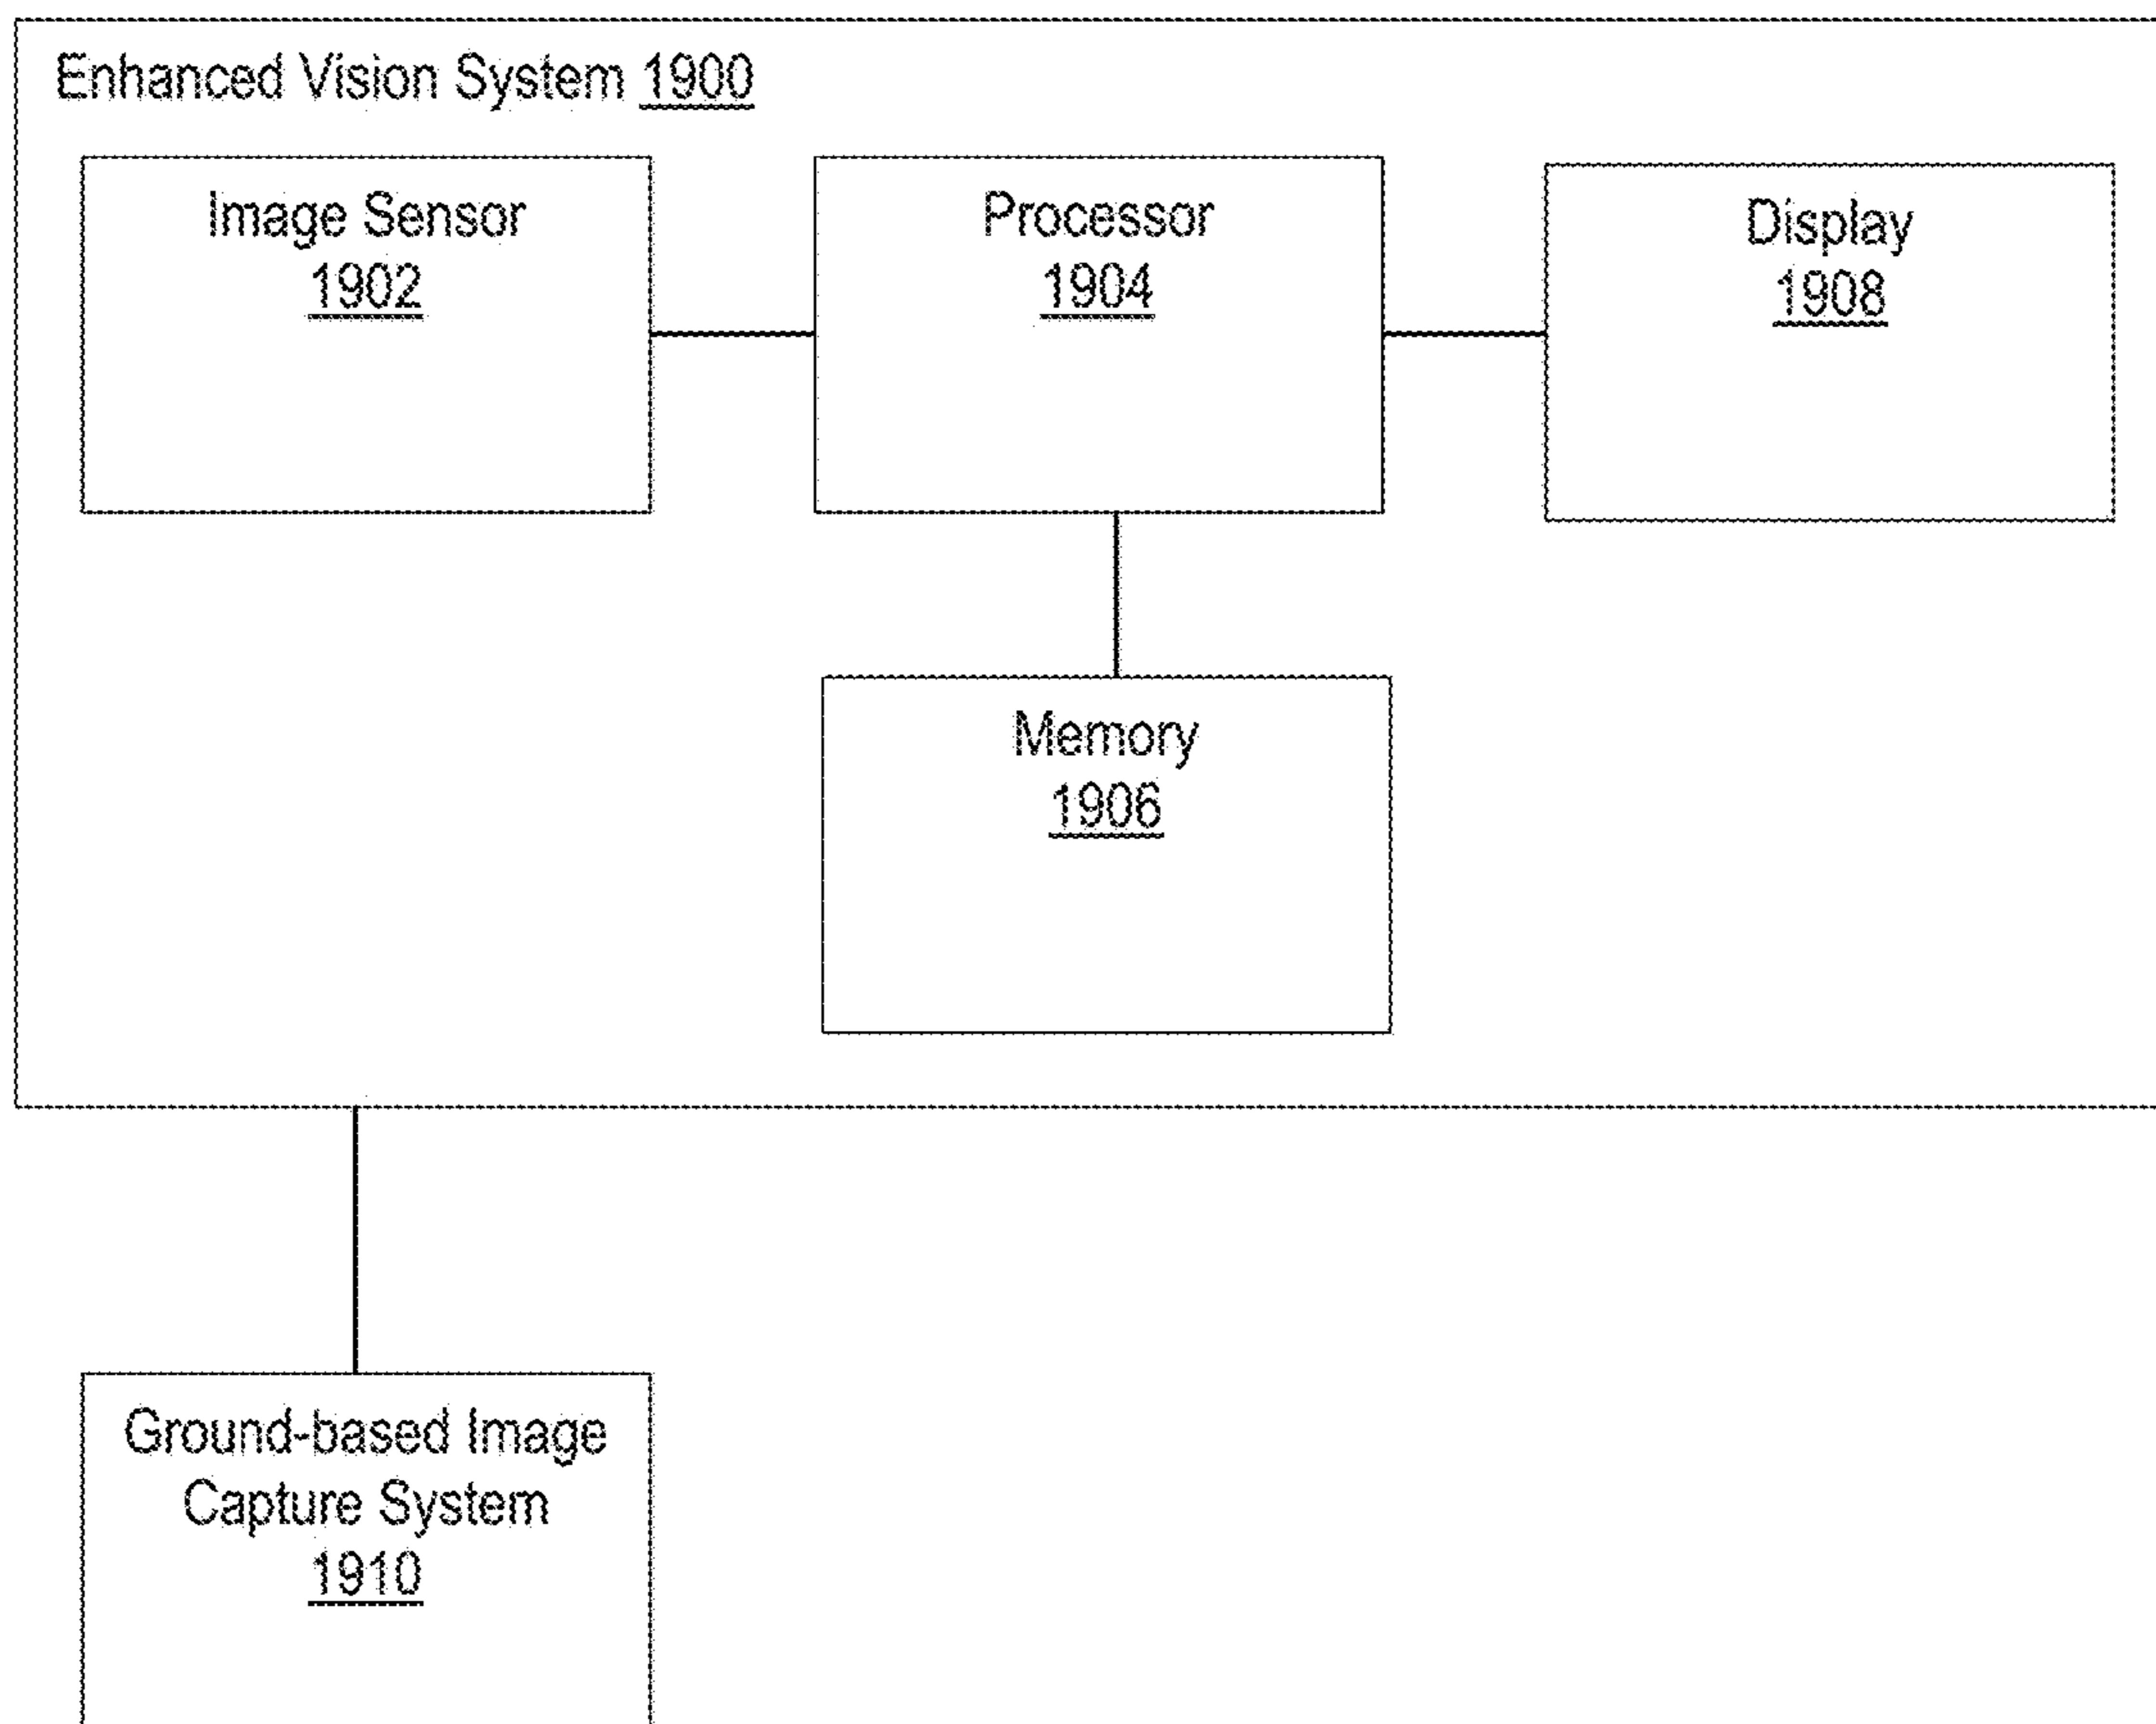 Enhanced Vision System 1900
Image Sensor
1902
Processor
1904
Display
1908
Memory
1906
Ground-based Image
Capture System
1910